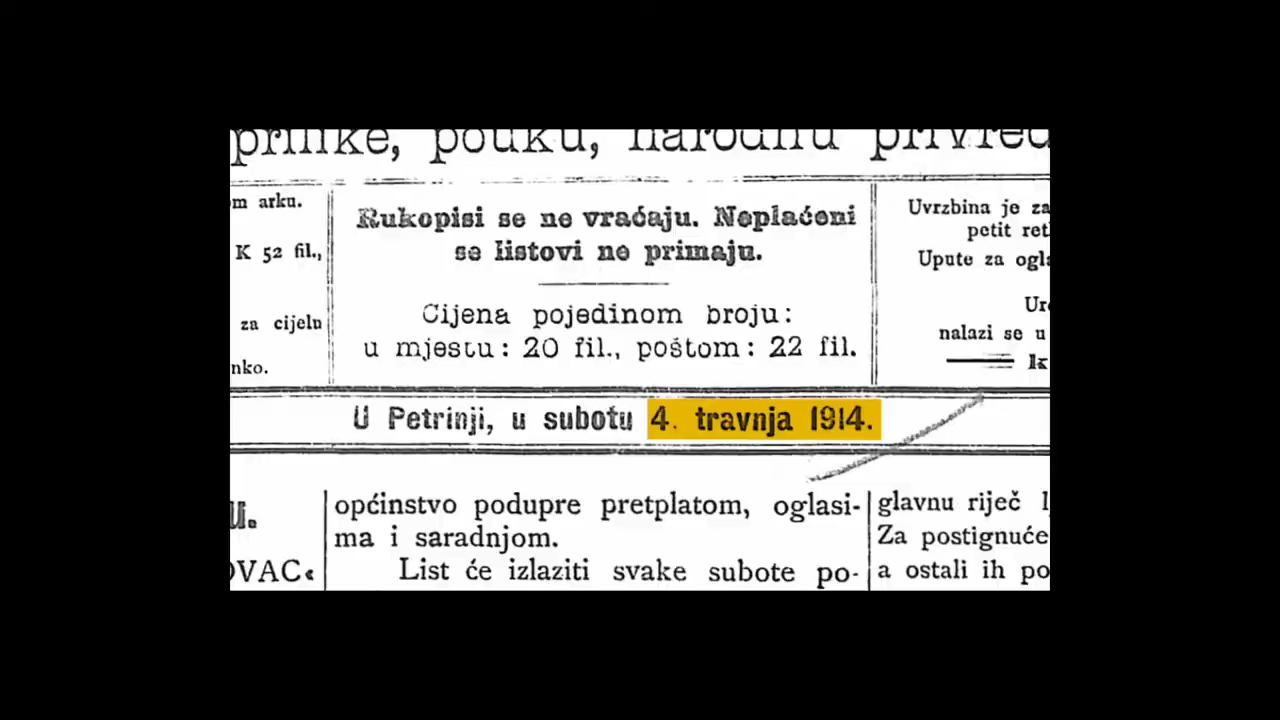 prilike, pouku, narodnu privred
m arku.
K 52 fil.,
za cijelu
nko.
Rukopisi se ne vraćaju. Neplaćeni
se listovi ne primaju.
Cijena pojedinom broju:
u mjestu: 20 fil., poštom: 22 fil.
Uvrzbina je za
petit ret
Upute za ogla
Ur
nalazi se u
k
U Petrinji, u subotu 4. travnja 1914.
u.
OVAC«
općinstvo podupre pretplatom, oglasi-
ma i saradnjom.
List će izlaziti svake subote po-
glavnu riječ
Za postignuće
a ostali ih po